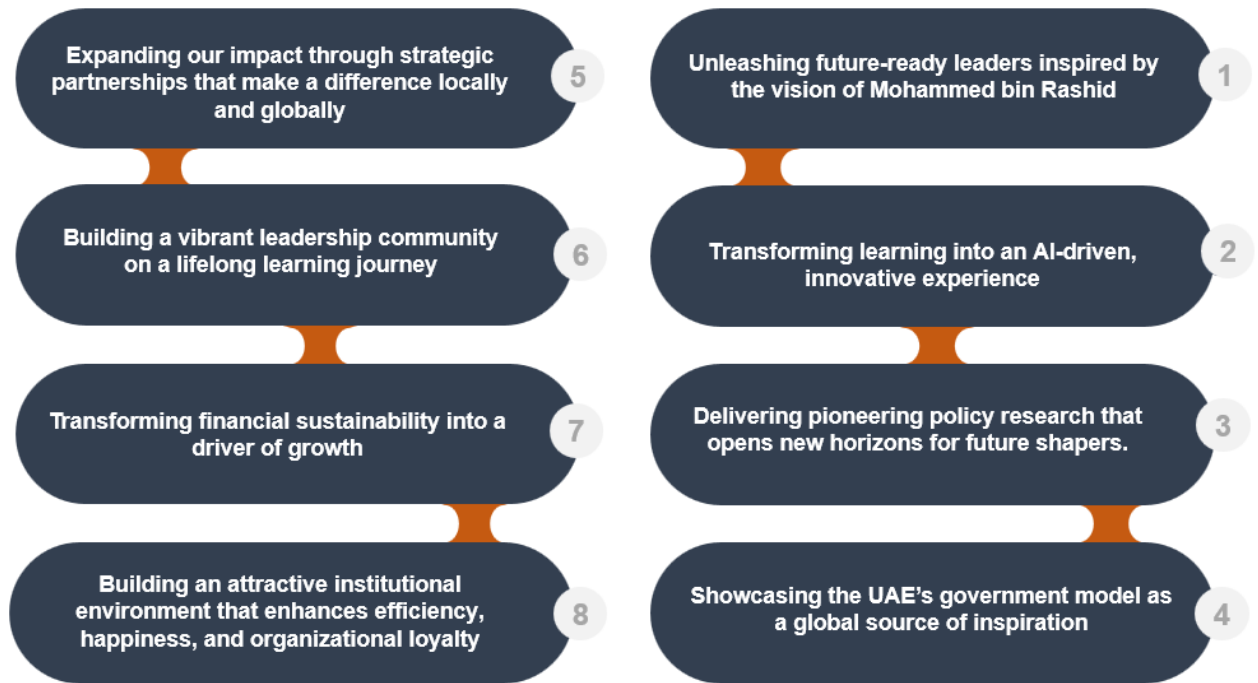 Unleashing future-ready leaders inspired by
the vision of Mohammed bin Rashid
1
Transforming learning into an AI-driven,
innovative experience
2
Delivering pioneering policy research that
opens new horizons for future shapers.
3
Showcasing the UAE’s government model as
a global source of inspiration
4
Expanding our impact through strategic
partnerships that make a difference locally
and globally
5
Building a vibrant leadership community
on a lifelong learning journey
6
Transforming financial sustainability into a
driver of growth
7
Building an attractive institutional
environment that enhances efficiency,
happiness, and organizational loyalty
8